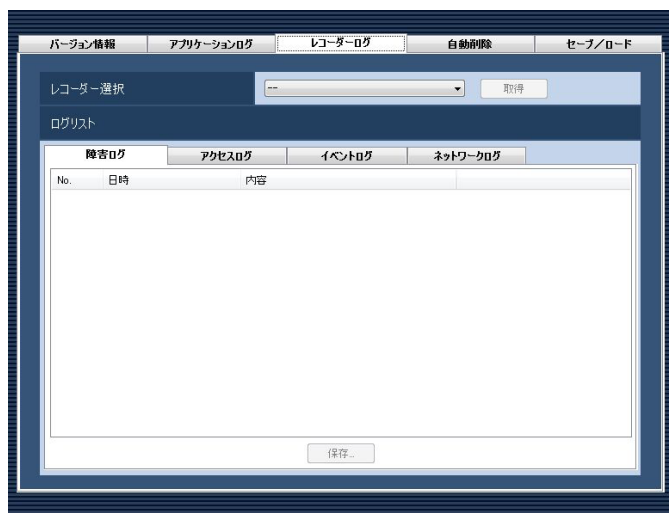 バージョン情報 アプリケーションログ レコーダーログ 自動削除 セーブ/ロード
レコーダー選択 -- 取得
ログリスト
障害ログ アクセスログ イベントログ ネットワークログ
No. 日時 内容
保存...